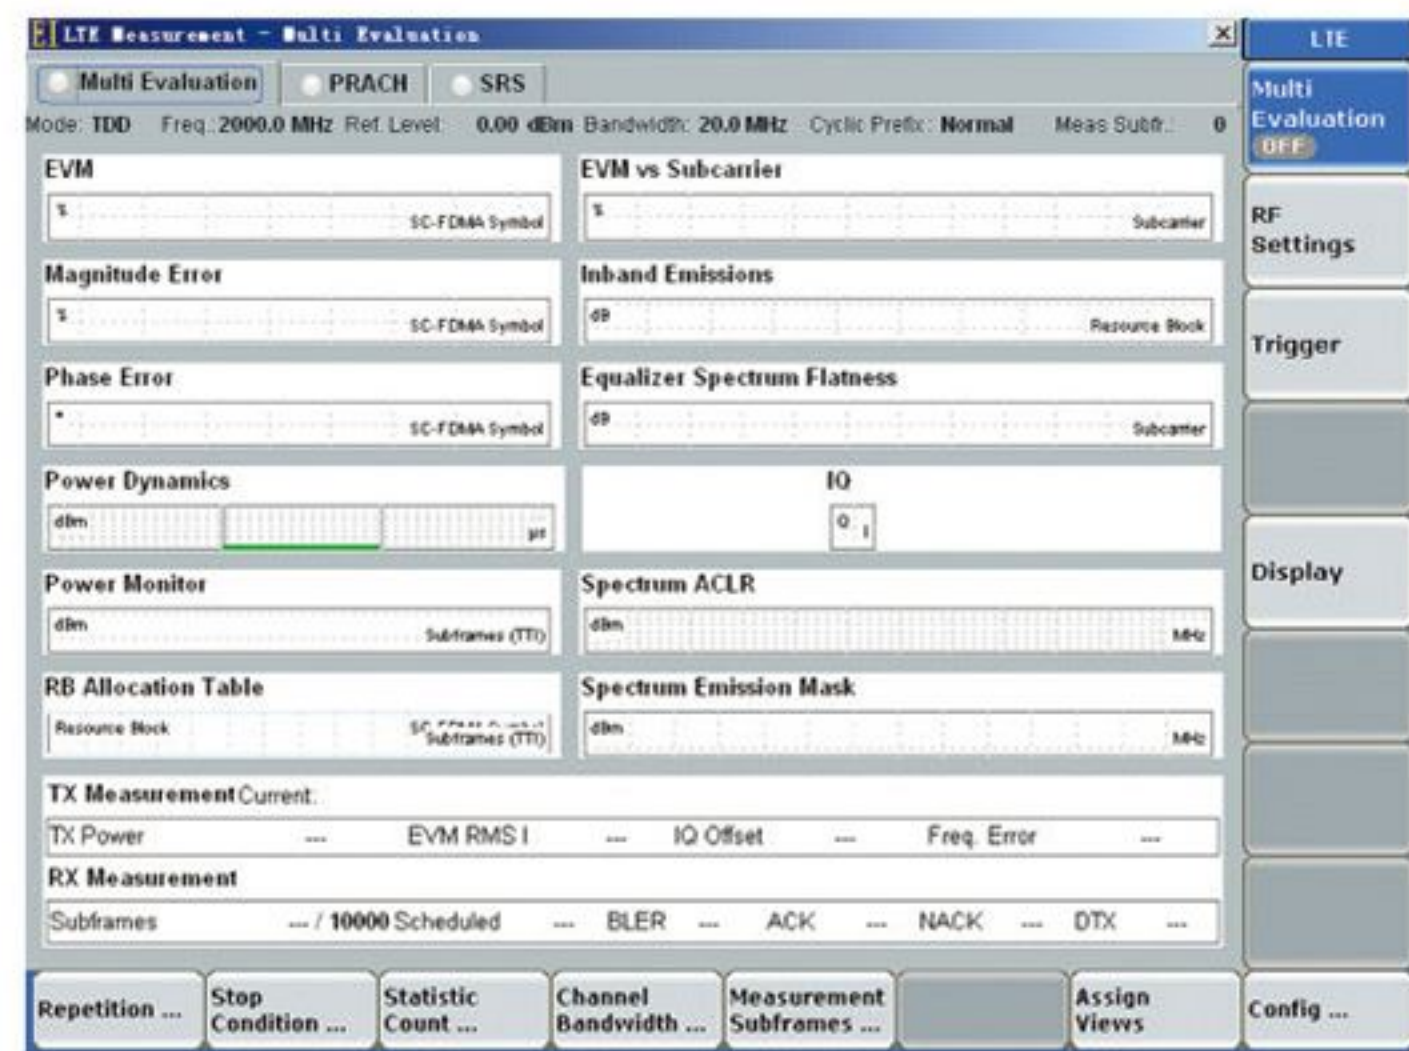 LTE Measurement - Multi Evaluation
LTE
Multi Evaluation PRACH SRS
Mode: TDD Freq.: 2000.0 MHz Ref. Level: 0.00 dBm Bandwidth: 20.0 MHz Cyclic Prefix: Normal Meas Subfr.: 0
EVM
%
SC-FDMA Symbol
EVM vs Subcarrier
%
Subcarrier
Magnitude Error
%
SC-FDMA Symbol
Inband Emissions
dB
Resource Block
Phase Error
°
SC-FDMA Symbol
Equalizer Spectrum Flatness
dB
Subcarrier
Power Dynamics
dBm
µs
IQ
Q
I
Power Monitor
dBm
Subframes (TTI)
Spectrum ACLR
dBm
MHz
RB Allocation Table
Resource Block
Subframes (TTI)
Spectrum Emission Mask
dBm
MHz
TX Measurement Current:
TX Power --- EVM RMS l --- IQ Offset --- Freq. Error ---
RX Measurement
Subframes --- / 10000 Scheduled --- BLER --- ACK --- NACK --- DTX ---
Multi
Evaluation
OFF
RF
Settings
Trigger
Display
Repetition ...
Stop
Condition ...
Statistic
Count ...
Channel
Bandwidth ...
Measurement
Subframes ...
Assign
Views
Config ...